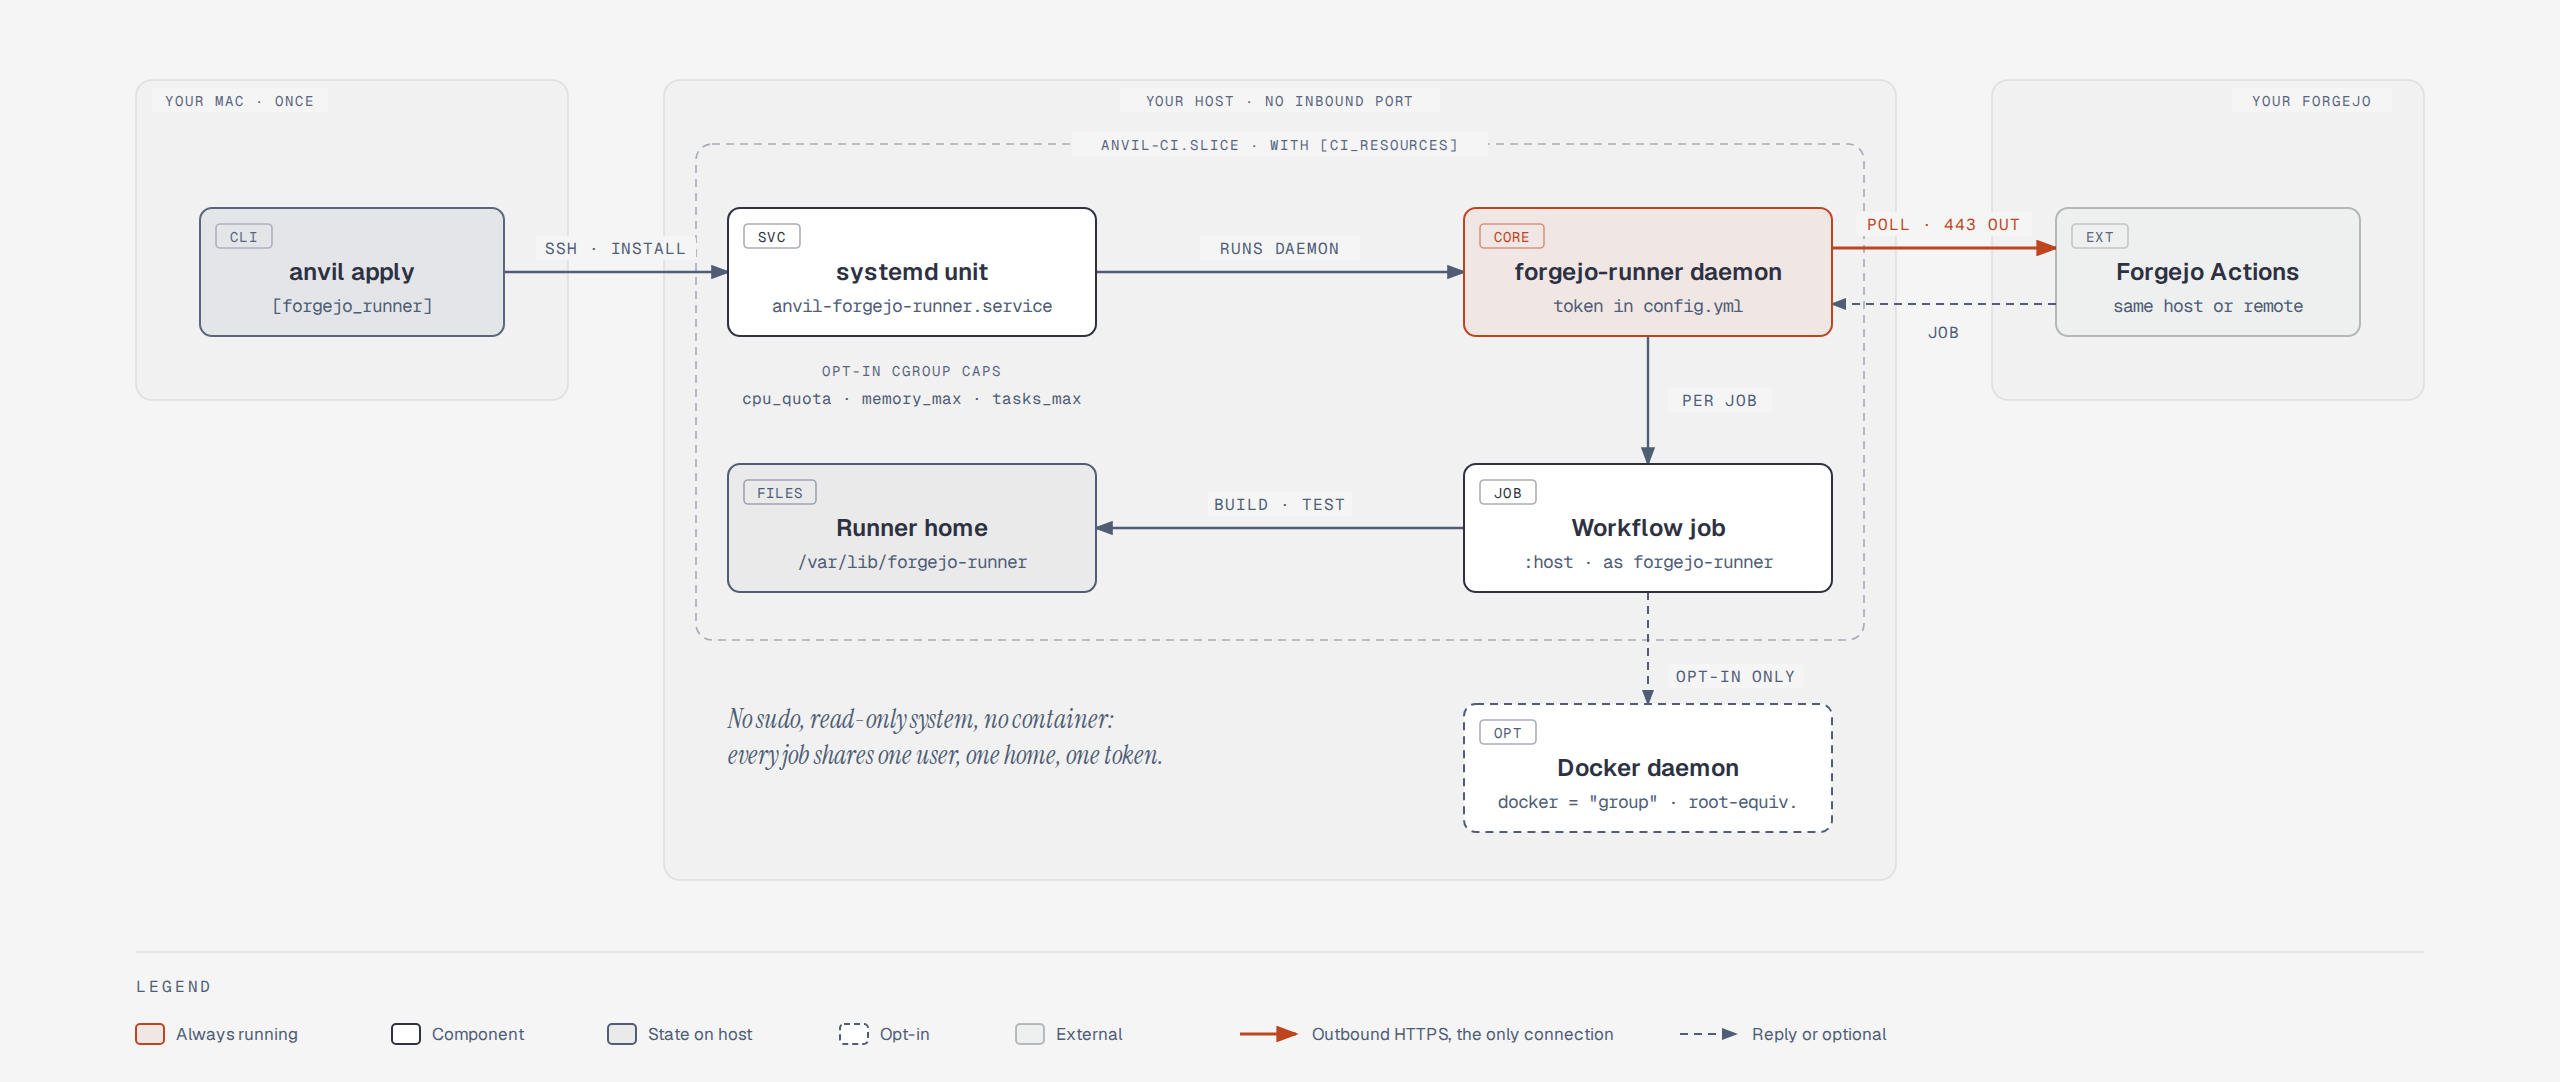 YOUR MAC · ONCE
YOUR HOST · NO INBOUND PORT
YOUR FORGEJO
ANVIL-CI.SLICE · WITH [CI_RESOURCES]
CLI
anvil apply
[forgejo_runner]
SSH · INSTALL
SVC
systemd unit
anvil-forgejo-runner.service
RUNS DAEMON
CORE
forgejo-runner daemon
token in config.yml
POLL · 443 OUT
JOB
EXT
Forgejo Actions
same host or remote
OPT-IN CGROUP CAPS
cpu_quota · memory_max · tasks_max
PER JOB
FILES
Runner home
/var/lib/forgejo-runner
BUILD · TEST
JOB
Workflow job
:host · as forgejo-runner
OPT-IN ONLY
No sudo, read-only system, no container:
every job shares one user, one home, one token.
OPT
Docker daemon
docker = "group" · root-equiv.
LEGEND
Always running
Component
State on host
Opt-in
External
Outbound HTTPS, the only connection
Reply or optional